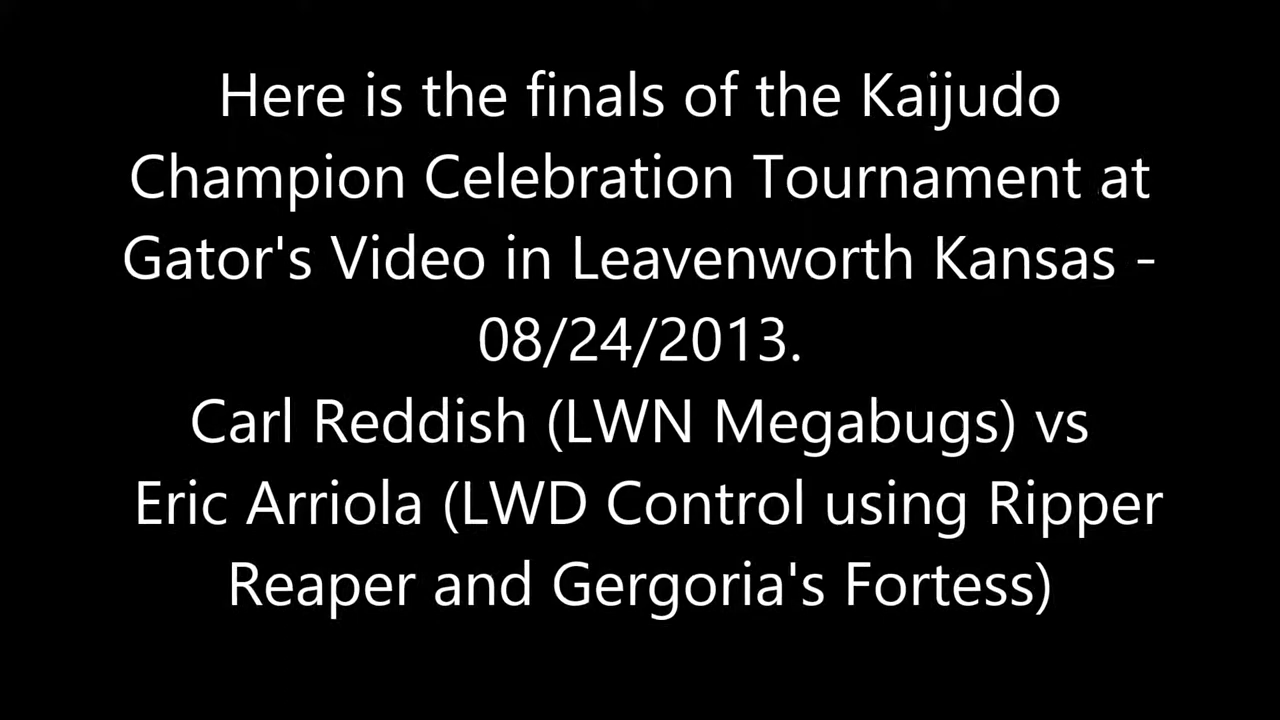 Here is the finals of the Kaijudo
Champion Celebration Tournament at
Gator's Video in Leavenworth Kansas -
08/24/2013.
Carl Reddish (LWN Megabugs) vs
Eric Arriola (LWD Control using Ripper
Reaper and Gergoria's Fortess)